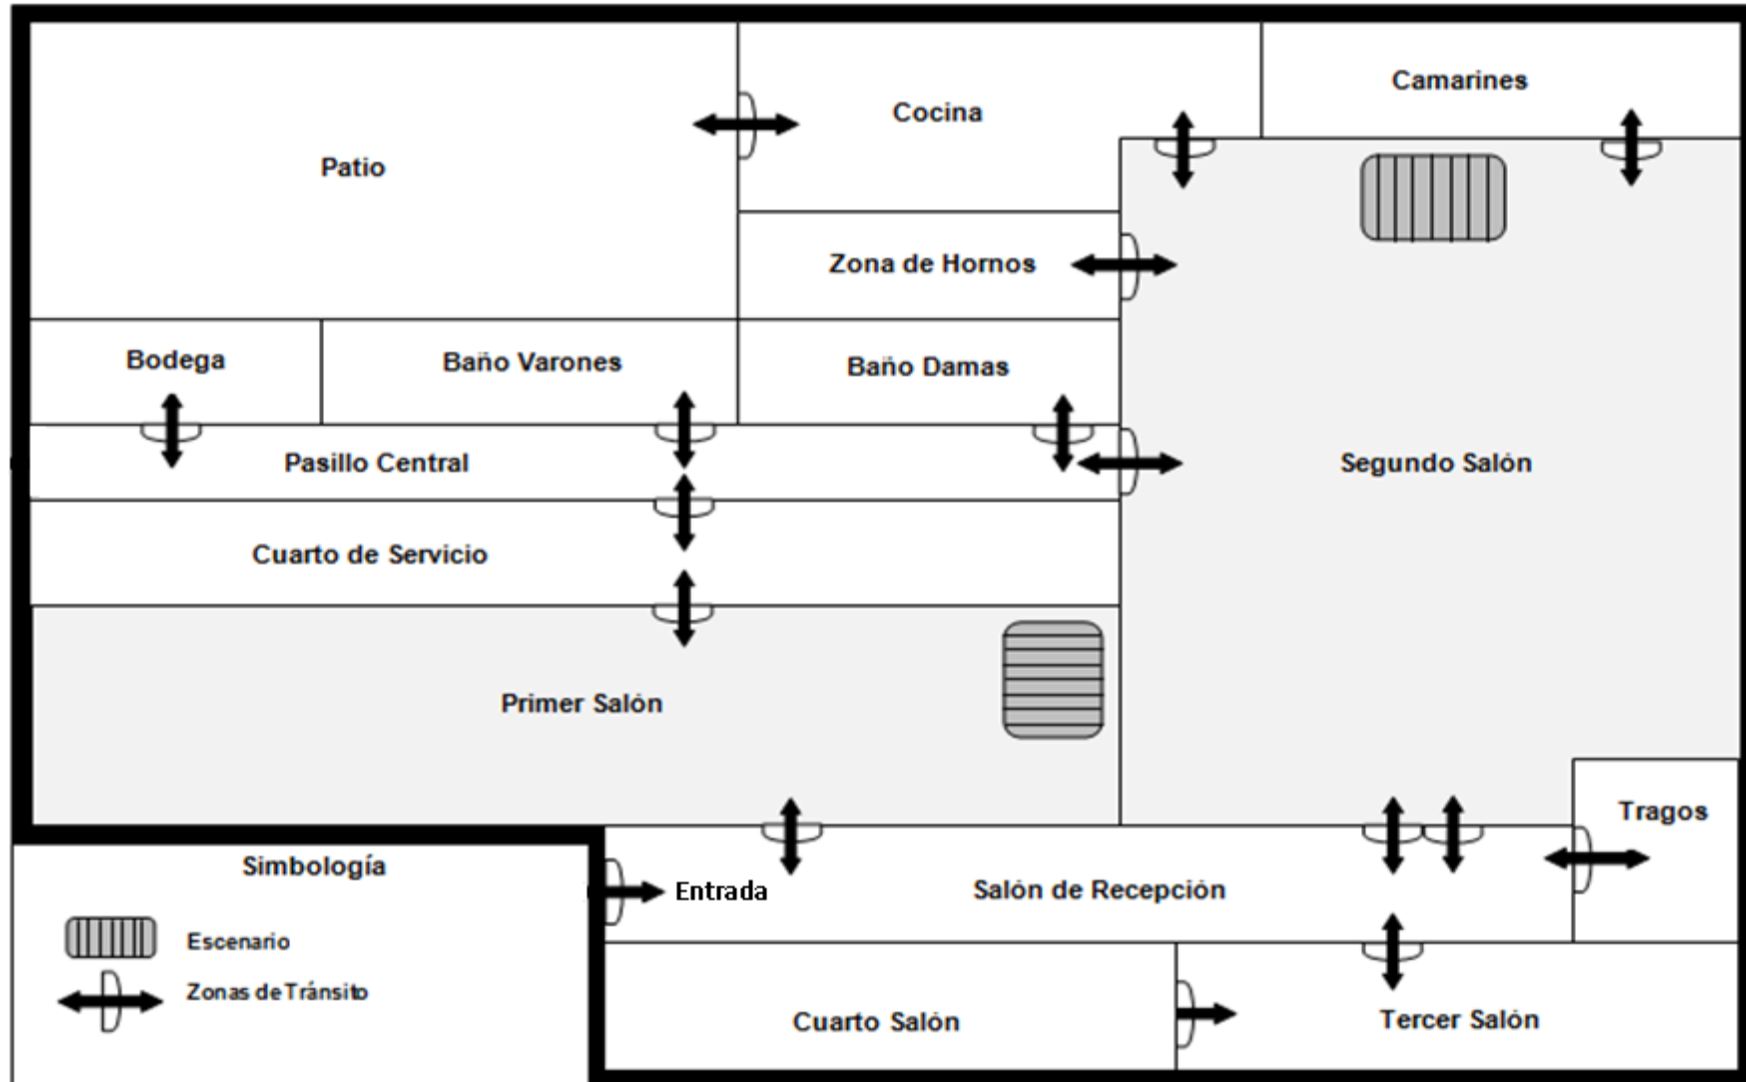 Camarines
Cocina
Patio
Zona de Hornos
Bodega
Baño Varones
Baño Damas
Pasillo Central
Segundo Salón
Cuarto de Servicio
Primer Salón
Tragos
Simbología
Entrada
Salón de Recepción
Escenario
Zonas de Tránsito
Cuarto Salón
Tercer Salón